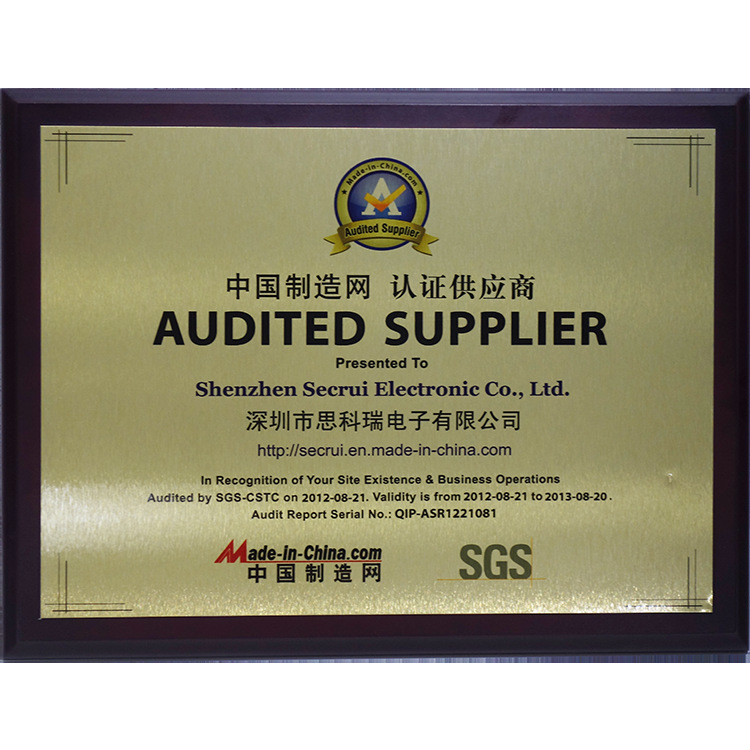 Made-in-China.com
A
Audited Supplier
中国制造网 认证供应商
AUDITED SUPPLIER
Presented To
Shenzhen Secrui Electronic Co., Ltd.
深圳市思科瑞电子有限公司
http://secrui.en.made-in-china.com
In Recognition of Your Site Existence & Business Operations
Audited by SGS-CSTC on 2012-08-21. Validity is from 2012-08-21 to 2013-08-20 .
Audit Report Serial No.: QIP-ASR1221081
Made-in-China.com
中国制造网
SGS